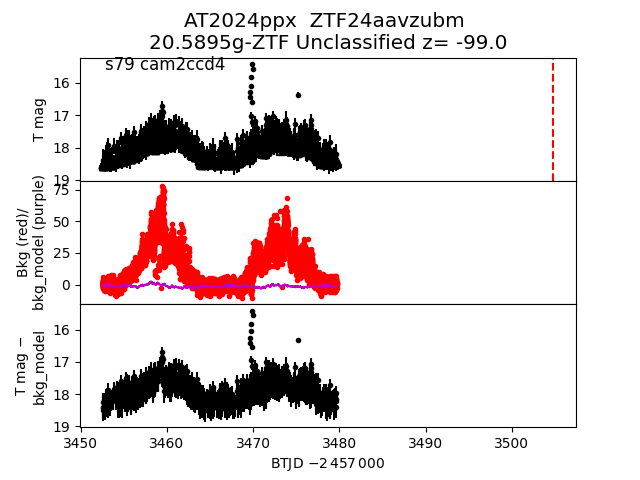 AT2024ppx  ZTF24aavzubm
20.5895g-ZTF Unclassified z= -99.0
s79 cam2ccd4
16
17
18
19
T mag
75
50
25
0
Bkg (red)/
bkg_model (purple)
16
17
18
19
T mag −
bkg_model
3450
3460
3470
3480
3490
3500
BTJD −2 457 000